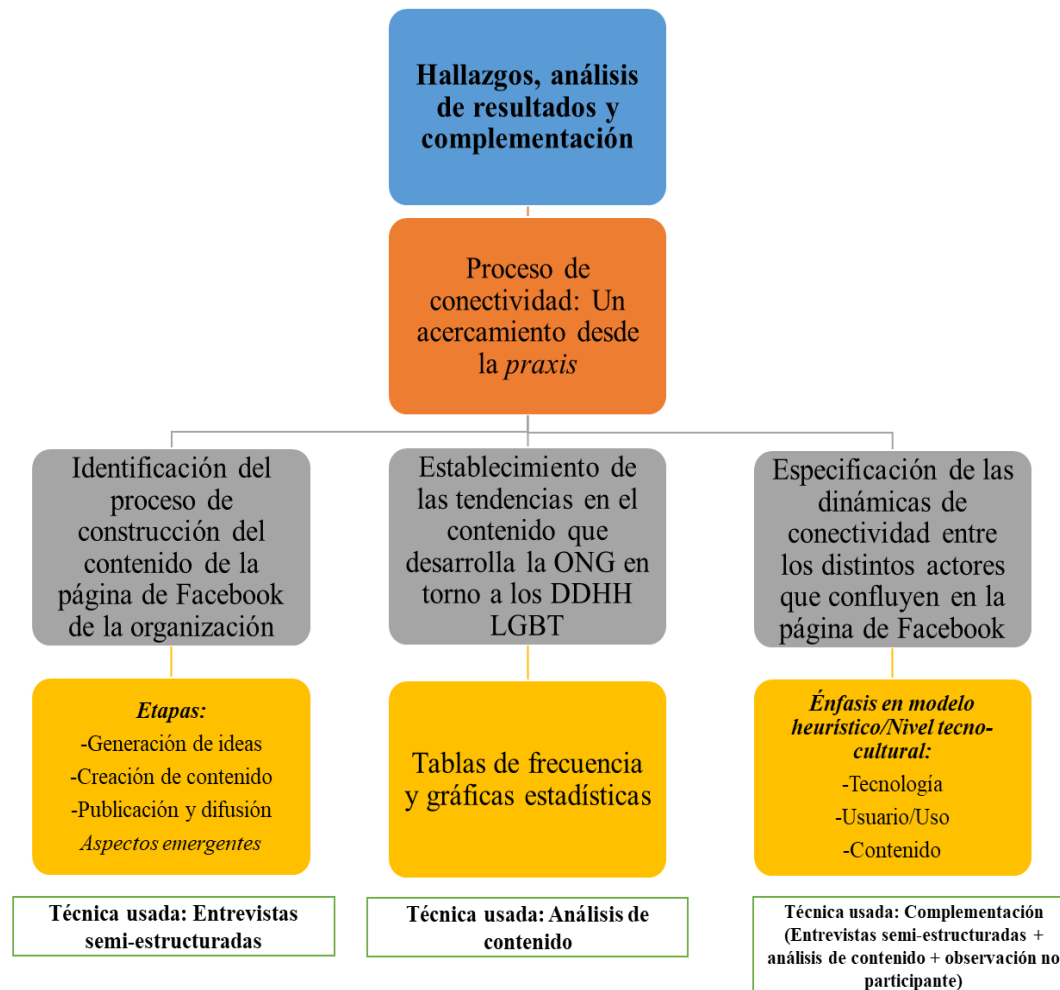 Hallazgos, análisis
de resultados y
complementación
Proceso de
conectividad: Un
acercamiento desde
la praxis
Identificación del
proceso de
construcción del
contenido de la
página de Facebook
de la organización
Etapas:
-Generación de ideas
-Creación de contenido
-Publicación y difusión
Aspectos emergentes
Técnica usada: Entrevistas
semi-estructuradas
Establecimiento de
las tendencias en el
contenido que
desarrolla la ONG en
torno a los DDHH
LGBT
Tablas de frecuencia
y gráficas estadísticas
Técnica usada: Análisis de
contenido
Especificación de las
dinámicas de
conectividad entre
los distintos actores
que confluyen en la
página de Facebook
Énfasis en modelo
heurístico/Nivel tecno-
cultural:
-Tecnología
-Usuario/Uso
-Contenido
Técnica usada: Complementación
(Entrevistas semi-estructuradas +
análisis de contenido + observación no
participante)